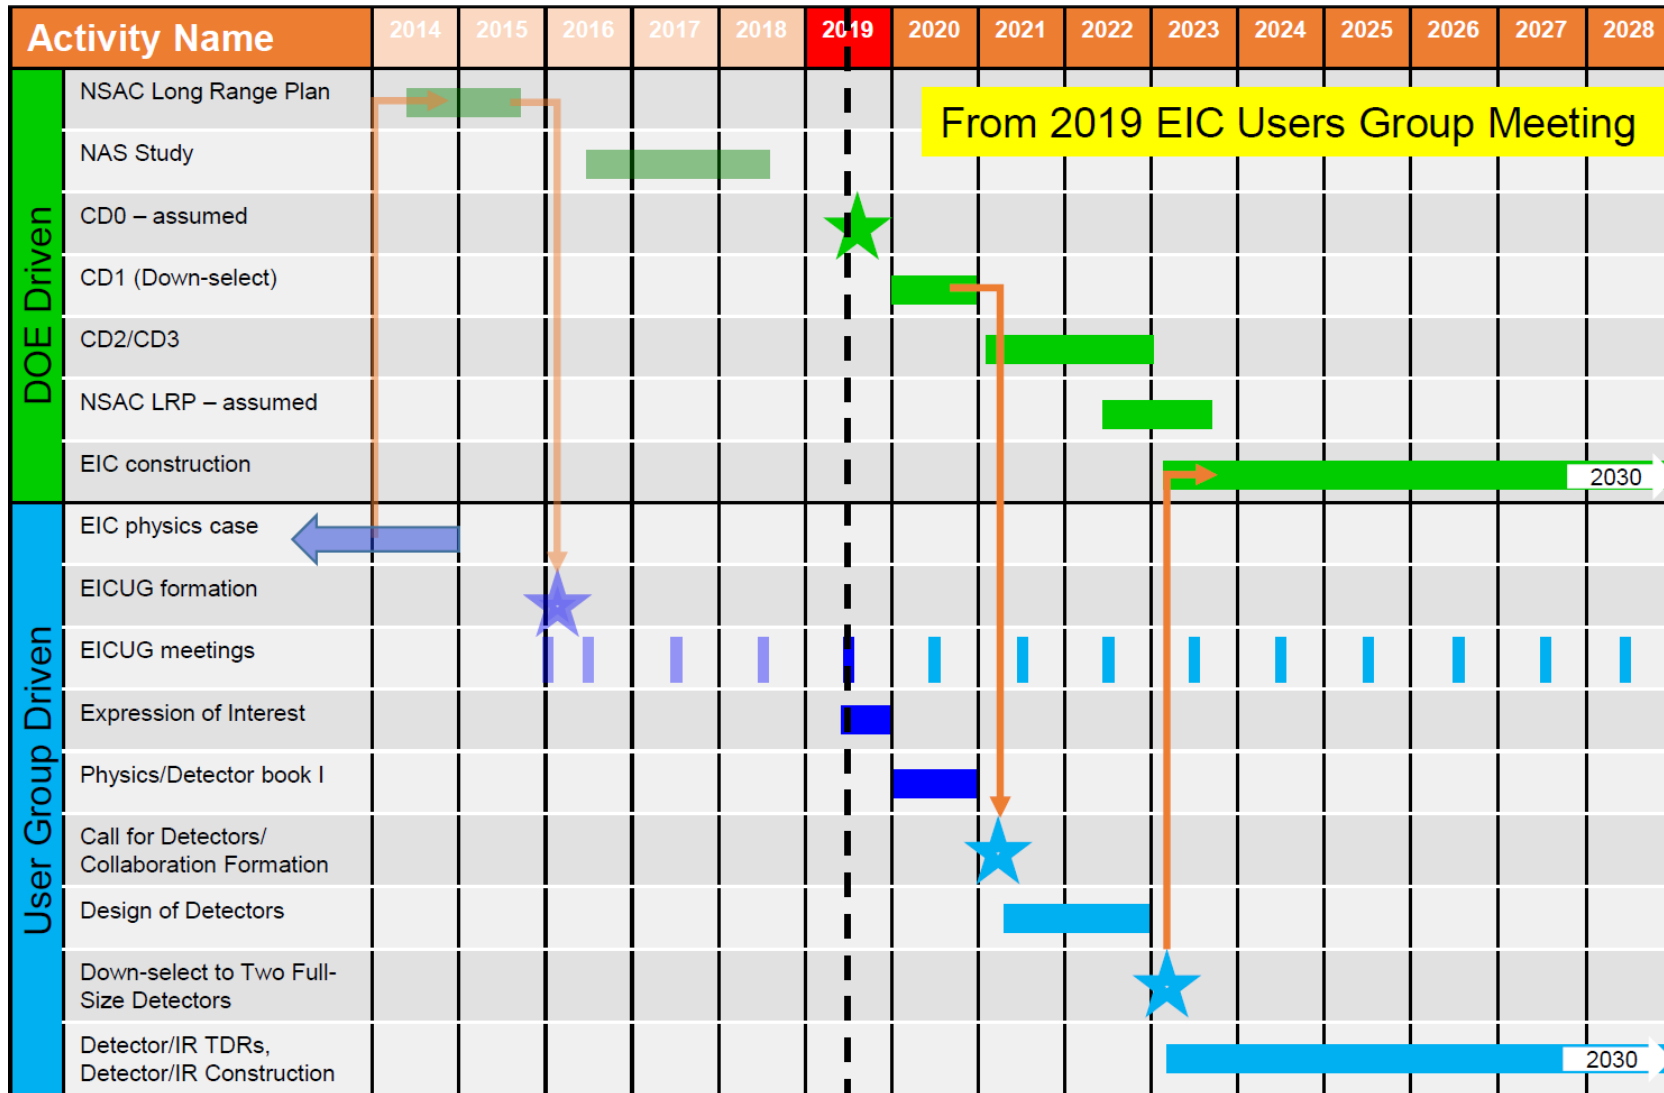 Activity Name 2014 2015 2016 2017 2018 2019 2020 2021 2022 2023 2024 2025 2026 2027 2028
From 2019 EIC Users Group Meeting
DOE Driven
NSAC Long Range Plan
NAS Study
CD0 – assumed
CD1 (Down-select)
CD2/CD3
NSAC LRP – assumed
EIC construction
2030
User Group Driven
EIC physics case
EICUG formation
EICUG meetings
Expression of Interest
Physics/Detector book I
Call for Detectors/
Collaboration Formation
Design of Detectors
Down-select to Two Full-
Size Detectors
Detector/IR TDRs,
Detector/IR Construction
2030